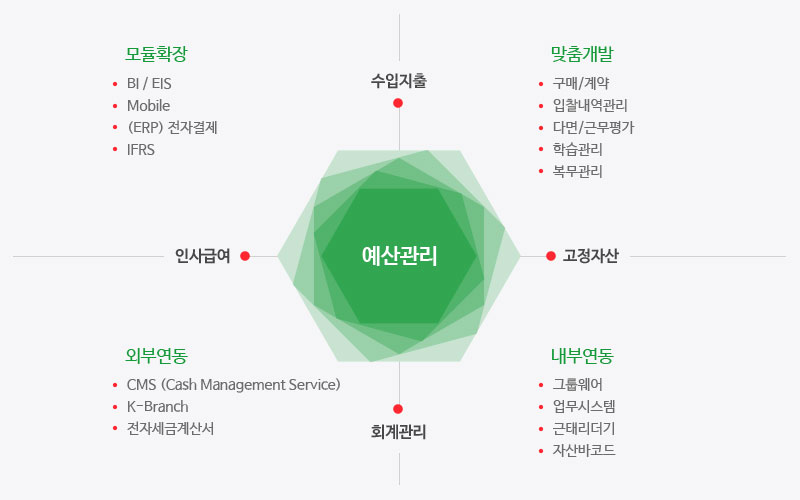 모듈확장
BI / EIS
Mobile
(ERP) 전자결제
IFRS
수입지출
맞춤개발
구매/계약
입찰내역관리
다면/근무평가
학습관리
복무관리
인사급여
예산관리
고정자산
외부연동
CMS (Cash Management Service)
K-Branch
전자세금계산서
회계관리
내부연동
그룹웨어
업무시스템
근태리더기
자산바코드